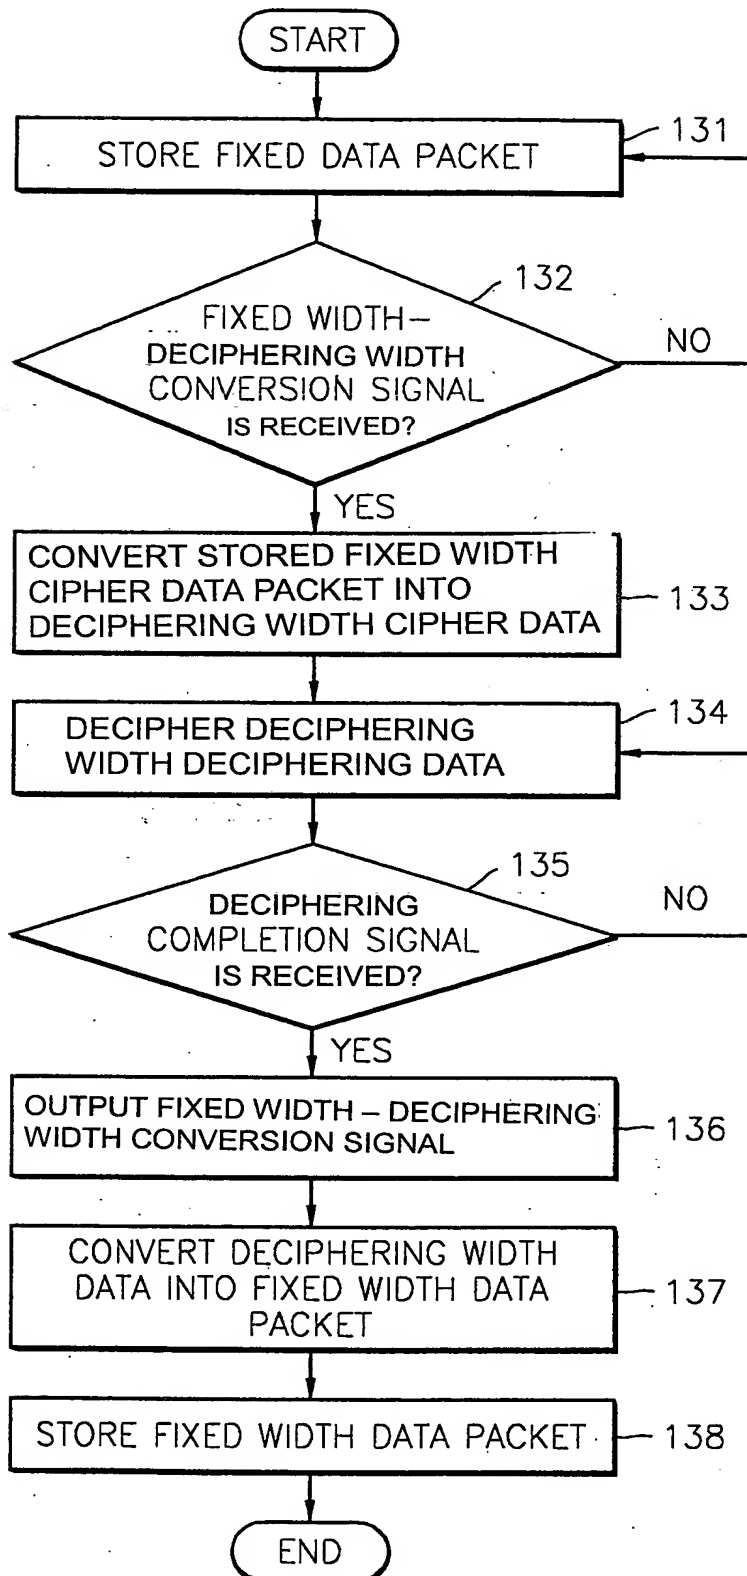 START
STORE FIXED DATA PACKET
131
132
FIXED WIDTH–
DECIPHERING WIDTH
CONVERSION SIGNAL
IS RECEIVED?
NO
YES
CONVERT STORED FIXED WIDTH
CIPHER DATA PACKET INTO
DECIPHERING WIDTH CIPHER DATA
133
DECIPHER DECIPHERING
WIDTH DECIPHERING DATA
134
135
DECIPHERING
COMPLETION SIGNAL
IS RECEIVED?
NO
YES
OUTPUT FIXED WIDTH – DECIPHERING
WIDTH CONVERSION SIGNAL
136
CONVERT DECIPHERING WIDTH
DATA INTO FIXED WIDTH DATA
PACKET
137
STORE FIXED WIDTH DATA PACKET
138
END